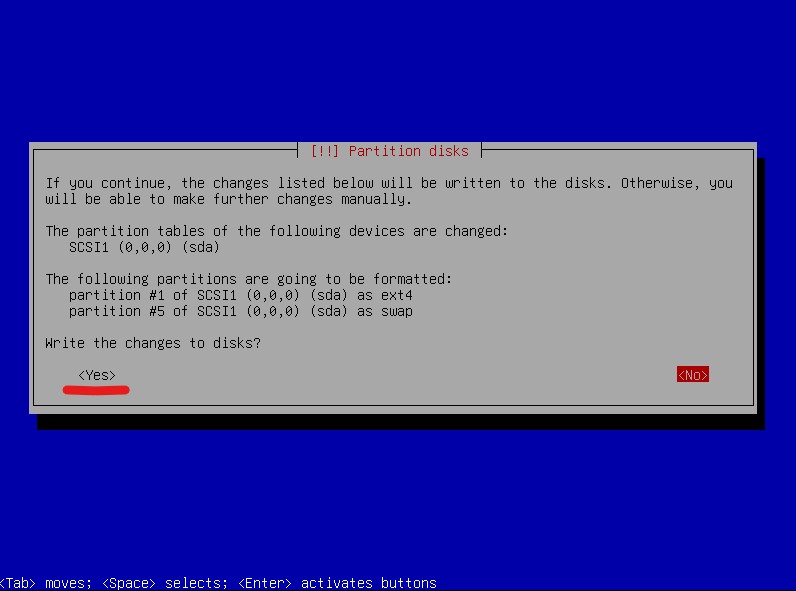 [!!] Partition disks
If you continue, the changes listed below will be written to the disks. Otherwise, you
will be able to make further changes manually.
The partition tables of the following devices are changed:
SCSI1 (0,0,0) (sda)
The following partitions are going to be formatted:
partition #1 of SCSI1 (0,0,0) (sda) as ext4
partition #5 of SCSI1 (0,0,0) (sda) as swap
Write the changes to disks?
<Yes> <No>
<Tab> moves; <Space> selects; <Enter> activates buttons